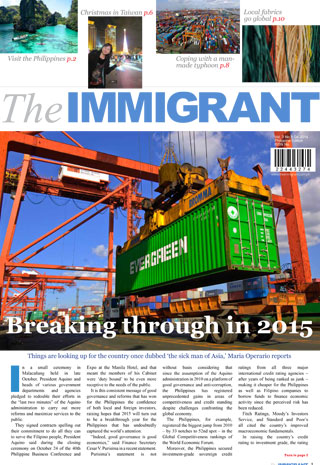 Christmas in Taiwan p.6
Local fabrics
go global p.10
Visit the Philippines p.2
Coping with a man-
made typhoon p.8
The IMMIGRANT
EVERGREEN
Breaking through in 2015
Things are looking up for the country once dubbed 'the sick man of Asia,' Maria Operario reports
In a small ceremony in
Malacañang held in late
October, President Aquino and
heads of various government
departments and agencies
pledged to redouble their efforts in
the "last two minutes" of the Aquino
administration to carry out more
reforms and maximize services to the
public.
They signed contracts spelling out
their commitment to do all they can
to serve the Filipino people, President
Aquino said during the closing
ceremony on October 24 of the 40th
Philippine Business Conference and
Expo at the Manila Hotel, and that
meant the members of his Cabinet
were 'duty bound' to be even more
receptive to the needs of the public.
It is this consistent message of good
governance and reforms that has won
for the Philippines the confidence
of both local and foreign investors,
raising hopes that 2015 will turn out
to be a breakthrough year for the
Philippines that has undoubtedly
captured the world's attention.
"Indeed, good governance is good
economics," said Finance Secretary
Cesar V. Purisima in a recent statement.
Purisima's statement is not
without basis considering that
since the assumption of the Aquino
administration in 2010 on a platform of
good governance and anti-corruption,
the Philippines has registered
unprecedented gains in areas of
competitiveness and credit standing
despite challenges confronting the
global economy.
The Philippines, for example,
registered the biggest jump from 2010
– by 33 notches to 52nd spot – in the
Global Competitiveness rankings of
the World Economic Forum.
Moreover, the Philippines secured
investment-grade sovereign credit
ratings from all three major
international credit rating agencies –
after years of being ranked as junk –
making it cheaper for the Philippines
as well as Filipino companies to
borrow funds to finance economic
activity since the perceived risk has
been reduced.
Fitch Ratings, Moody's Investor
Service, and Standard and Poor's
all cited the country's sound
macroeconomic fundamentals.
In raising the country's credit
rating to investment grade, the rating
Turn to page 2